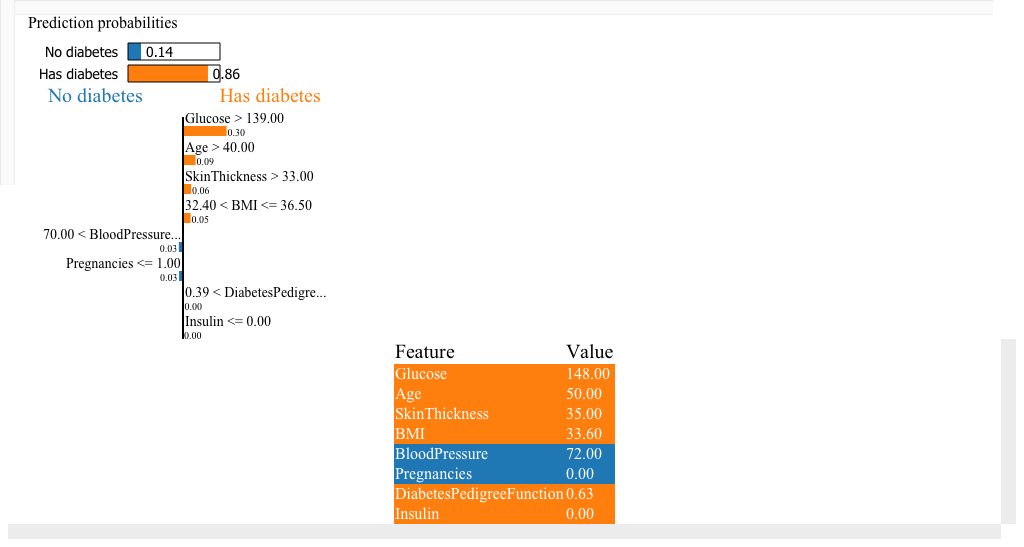 Prediction probabilities
No diabetes 0.14
Has diabetes 0.86
No diabetes Has diabetes
Glucose > 139.00
0.30
Age > 40.00
0.09
SkinThickness > 33.00
0.06
32.40 < BMI <= 36.50
0.05
70.00 < BloodPressure...
0.03
Pregnancies <= 1.00
0.03
0.39 < DiabetesPedigre...
0.00
Insulin <= 0.00
0.00
Feature Value
Glucose 148.00
Age 50.00
SkinThickness 35.00
BMI 33.60
BloodPressure 72.00
Pregnancies 0.00
DiabetesPedigreeFunction 0.63
Insulin 0.00